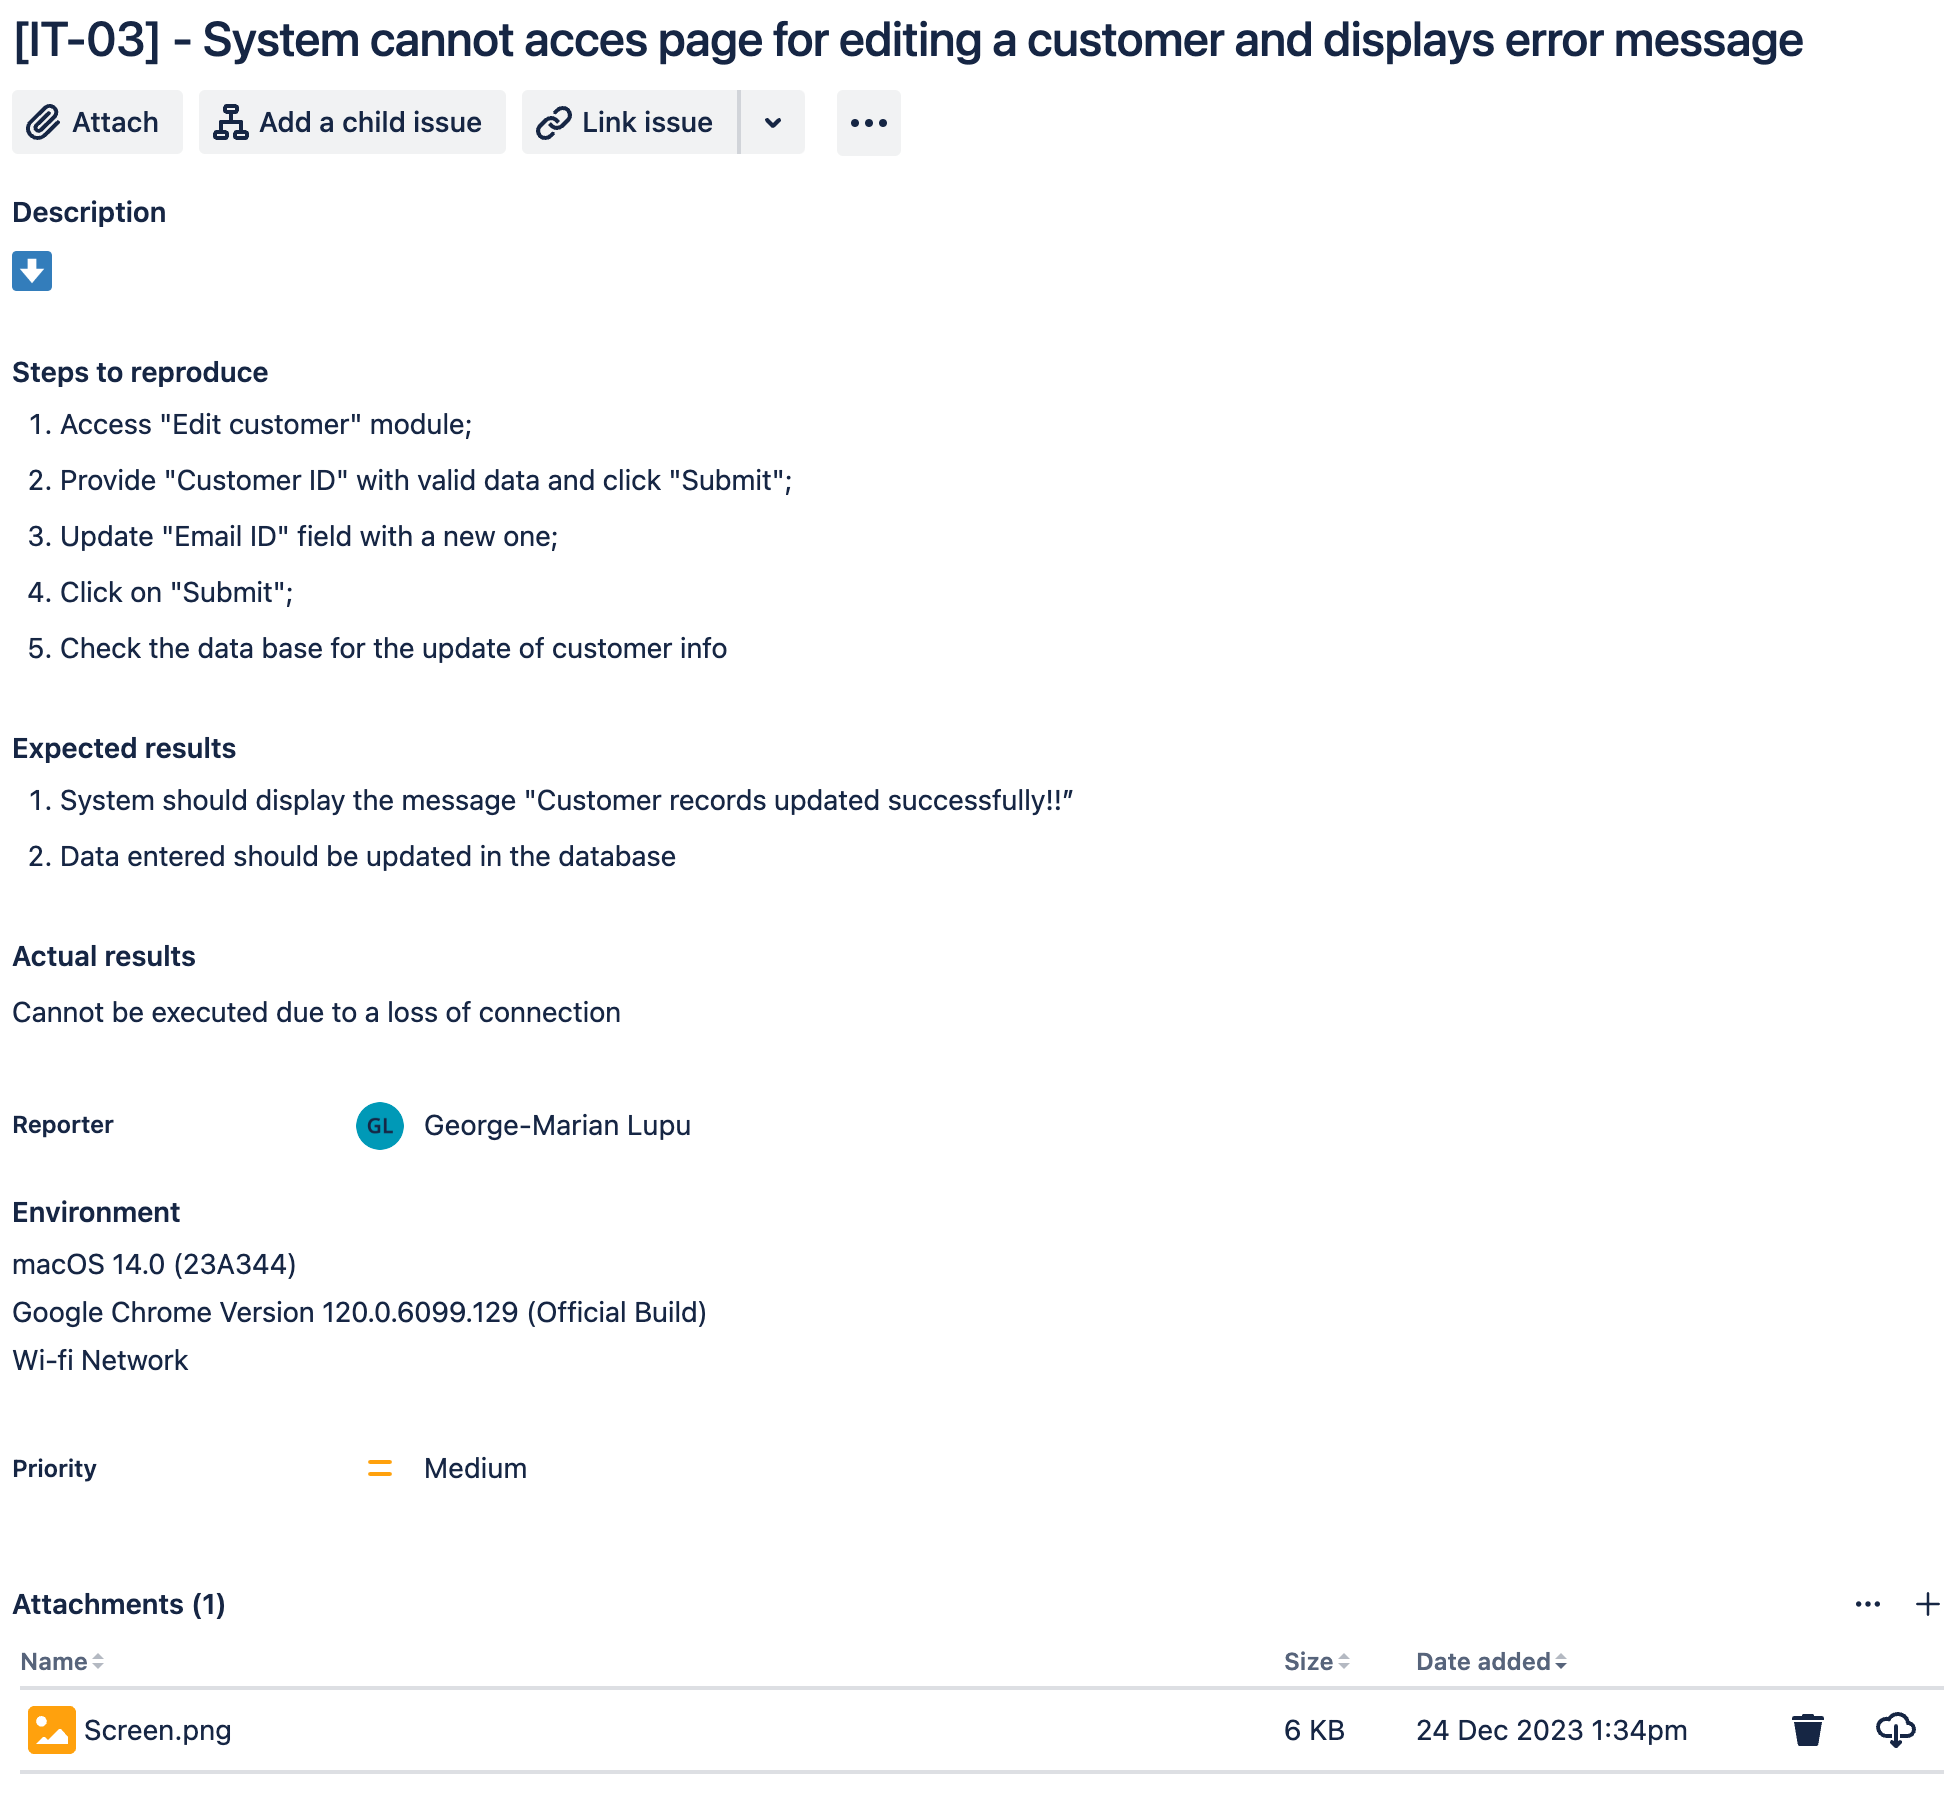 [IT-03] - System cannot acces page for editing a customer and displays error message
Attach Add a child issue Link issue
Description
Steps to reproduce
1. Access "Edit customer" module;
2. Provide "Customer ID" with valid data and click "Submit";
3. Update "Email ID" field with a new one;
4. Click on "Submit";
5. Check the data base for the update of customer info
Expected results
1. System should display the message "Customer records updated successfully!!”
2. Data entered should be updated in the database
Actual results
Cannot be executed due to a loss of connection
Reporter GL George-Marian Lupu
Environment
macOS 14.0 (23A344)
Google Chrome Version 120.0.6099.129 (Official Build)
Wi-fi Network
Priority Medium
Attachments (1)
Name Size Date added
Screen.png 6 KB 24 Dec 2023 1:34pm